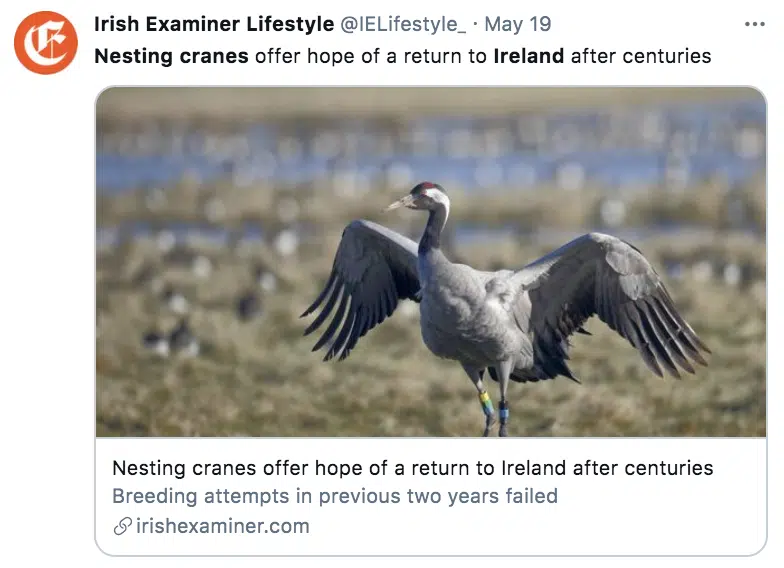 Irish Examiner Lifestyle @IELifestyle_ · May 19
Nesting cranes offer hope of a return to Ireland after centuries
Nesting cranes offer hope of a return to Ireland after centuries
Breeding attempts in previous two years failed
irishexaminer.com